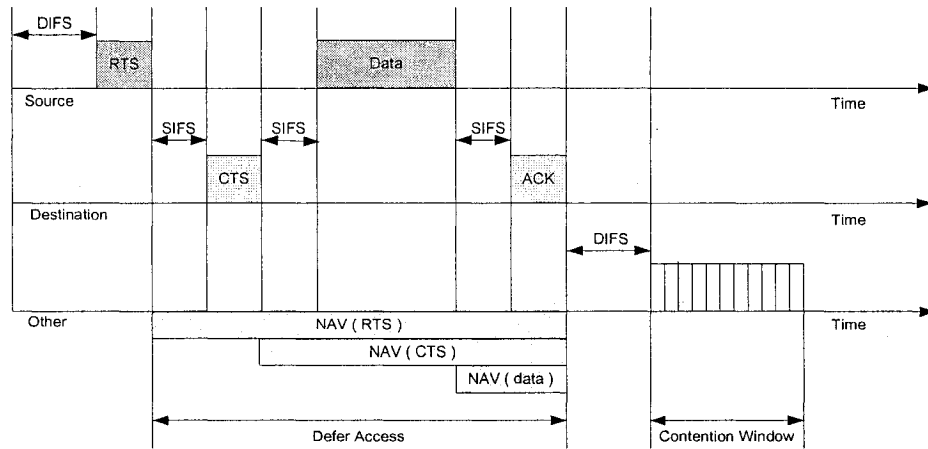 DIFS
RTS
Data
Source
Time
SIFS
SIFS
SIFS
CTS
ACK
Destination
Time
DIFS
Other
NAV ( RTS )
Time
NAV ( CTS )
NAV ( data )
Defer Access
Contention Window